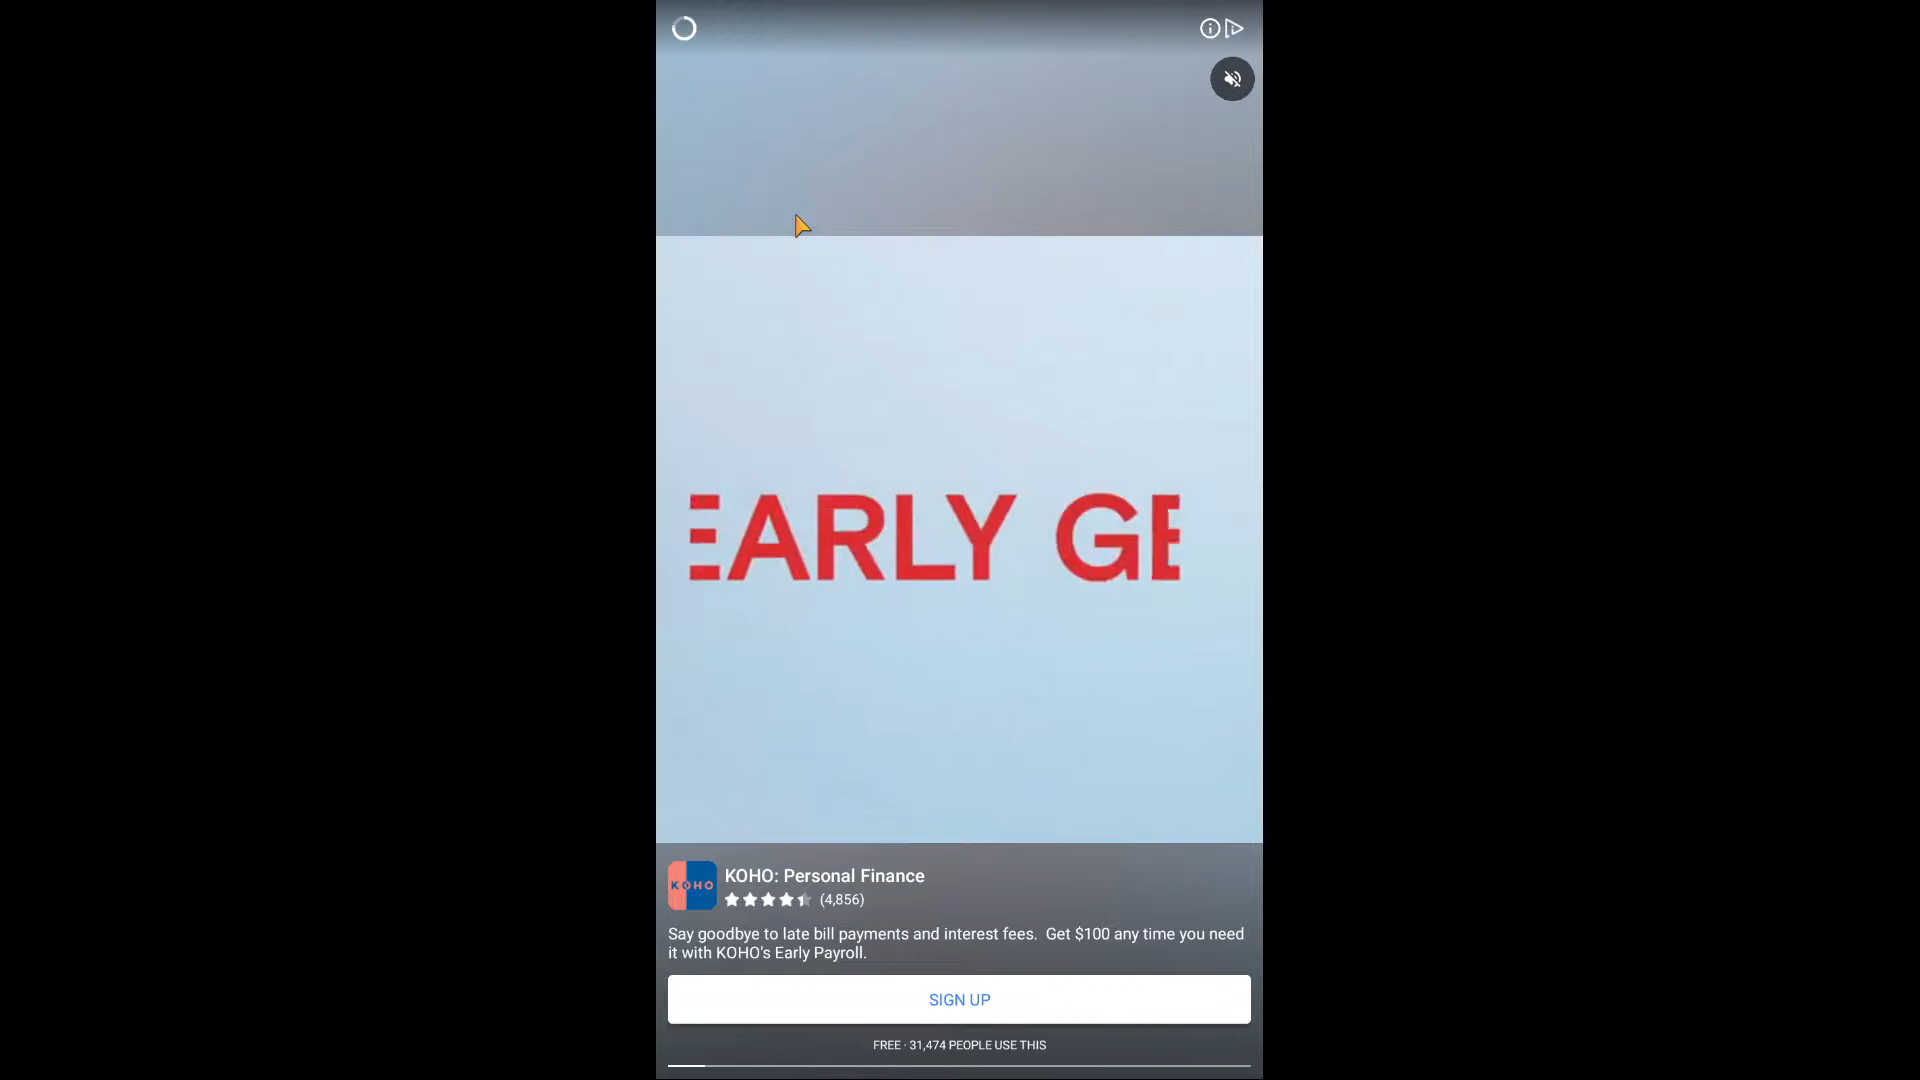 EARLY GE
KOHO
KOHO: Personal Finance
(4,856)
Say goodbye to late bill payments and interest fees.  Get $100 any time you need
it with KOHO's Early Payroll.
SIGN UP
FREE · 31,474 PEOPLE USE THIS